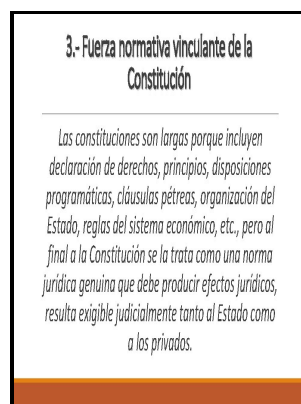 3.- Fuerza normativa vinculante de la
Constitución
Las constituciones son largas porque incluyen
declaración de derechos, principios, disposiciones
programáticas, cláusulas pétreas, organización del
Estado, reglas del sistema económico, etc., pero al
final a la Constitución se la trata como una norma
jurídica genuina que debe producir efectos jurídicos,
resulta exigible judicialmente tanto al Estado como
a los privados.